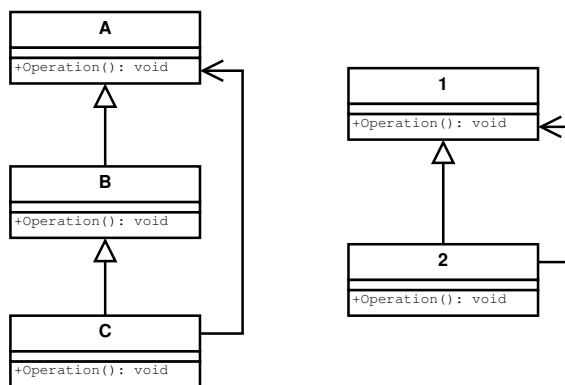 A
+Operation(): void
B
+Operation(): void
C
+Operation(): void
1
+Operation(): void
2
+Operation(): void